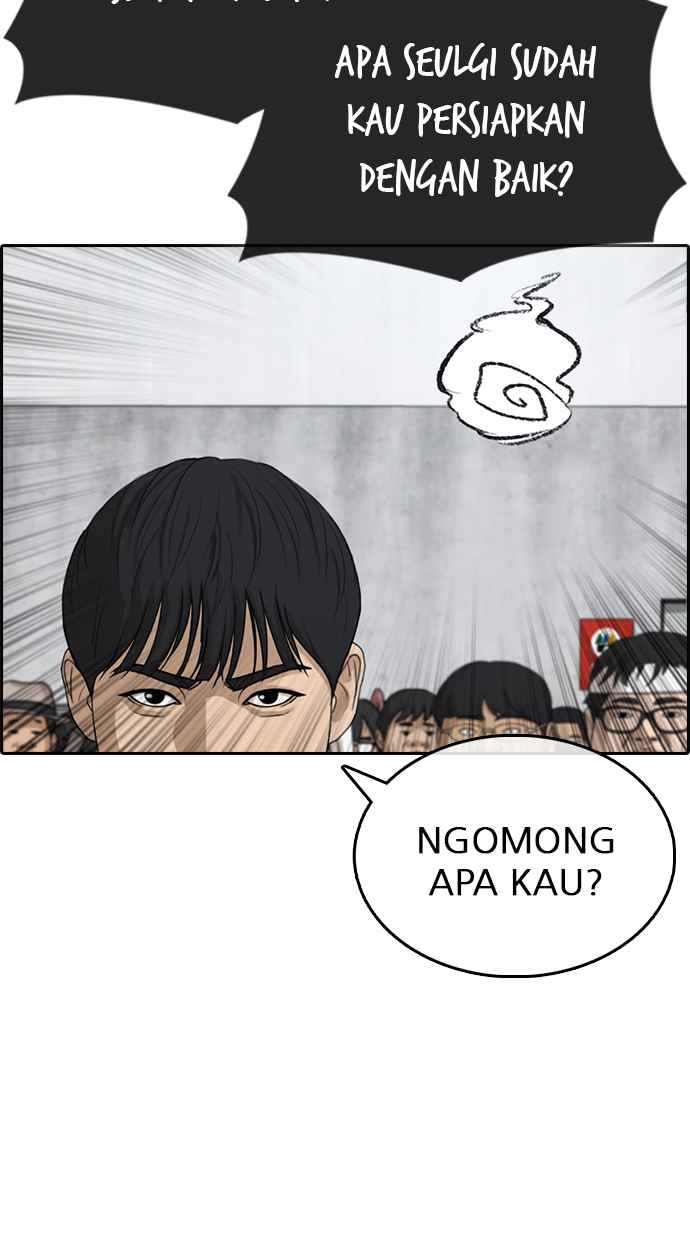 APA SEULGI SUDAH
KAU PERSIAPKAN
DENGAN BAIK?
NGOMONG
APA KAU?